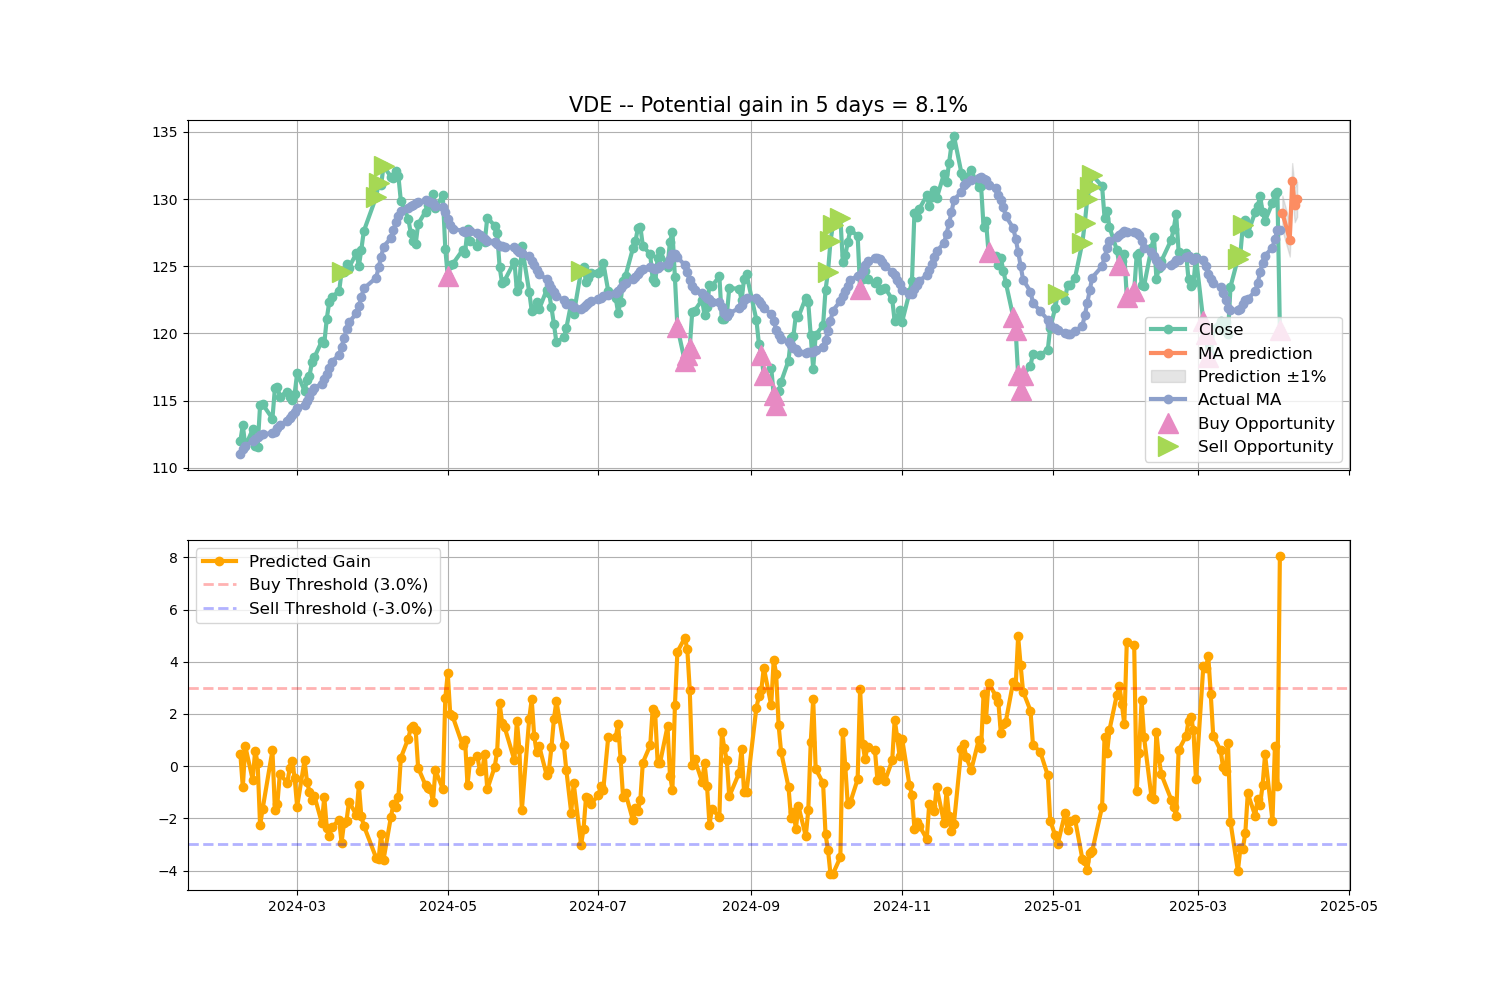 VDE -- Potential gain in 5 days = 8.1%
135
130
125
120
115
110
Close
MA prediction
Prediction ±1%
Actual MA
Buy Opportunity
Sell Opportunity
8
6
4
2
0
−2
−4
Predicted Gain
Buy Threshold (3.0%)
Sell Threshold (-3.0%)
2024-03 2024-05 2024-07 2024-09 2024-11 2025-01 2025-03 2025-05